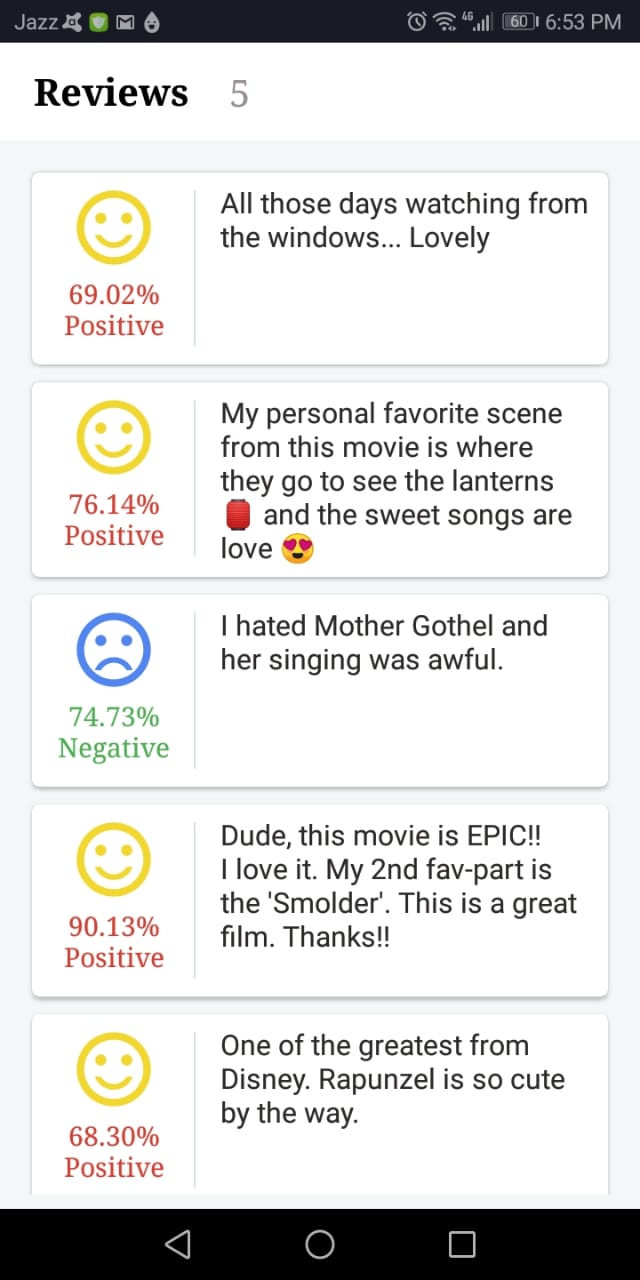 Jazz 4G 60 6:53 PM
Reviews 5
All those days watching from
the windows... Lovely
69.02%
Positive
My personal favorite scene
from this movie is where
they go to see the lanterns
🏮 and the sweet songs are
love 😍
76.14%
Positive
I hated Mother Gothel and
her singing was awful.
74.73%
Negative
Dude, this movie is EPIC!!
I love it. My 2nd fav-part is
the 'Smolder'. This is a great
film. Thanks!!
90.13%
Positive
One of the greatest from
Disney. Rapunzel is so cute
by the way.
68.30%
Positive